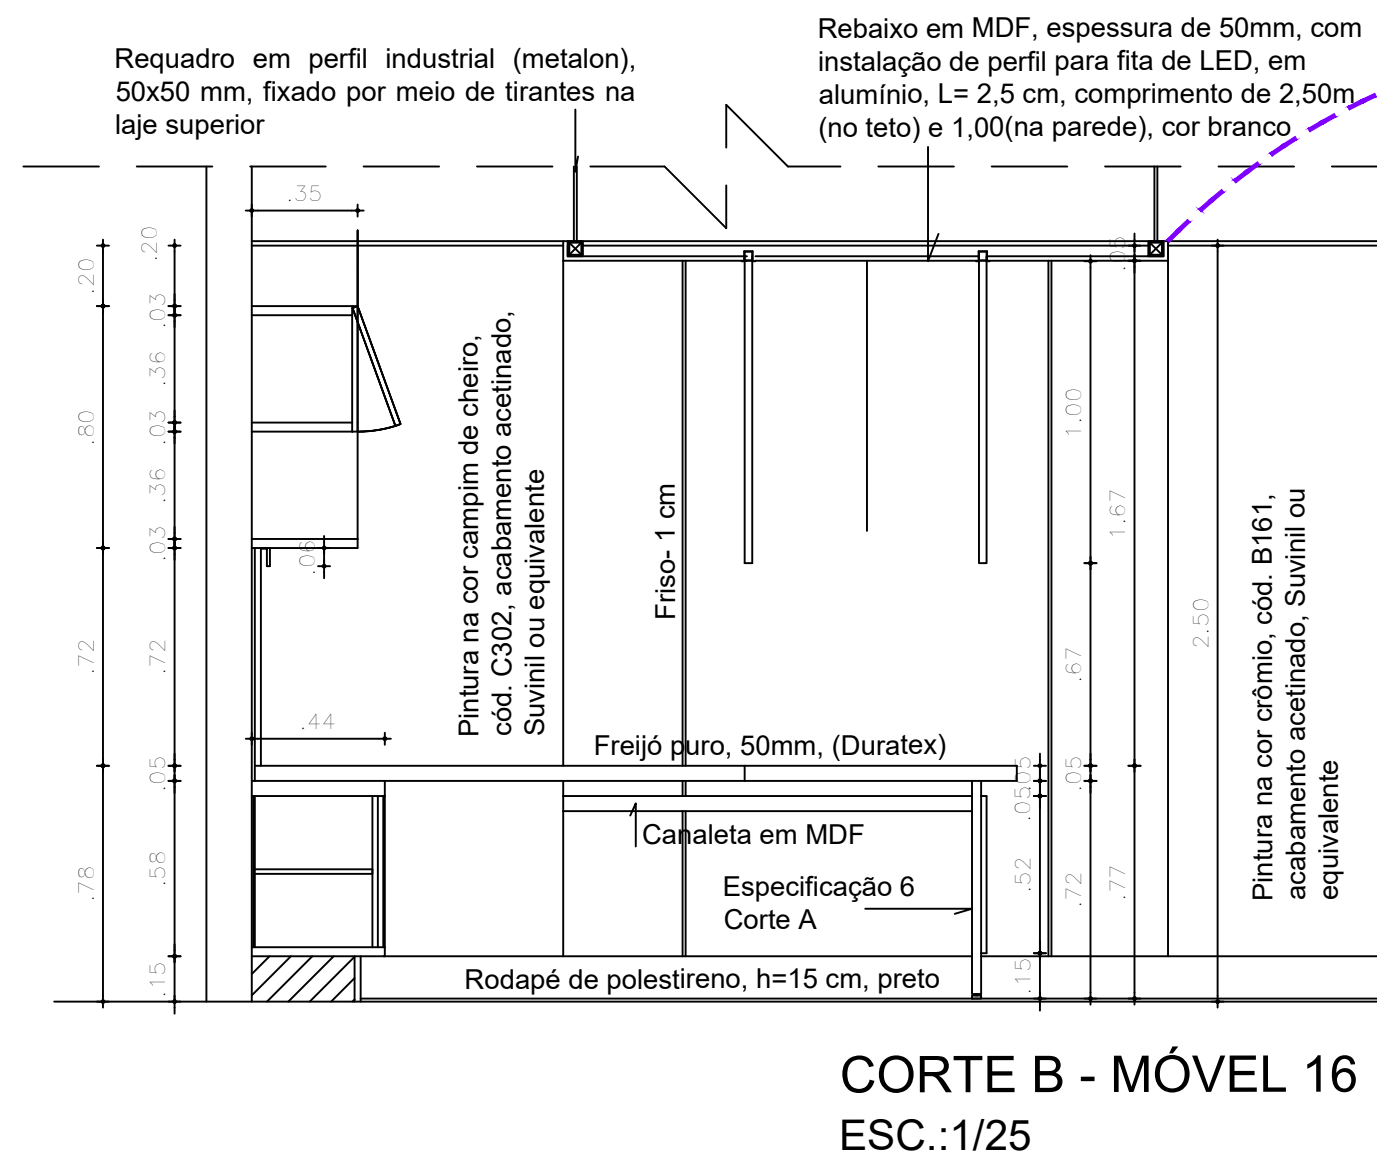 Requadro em perfil industrial (metalon),
50x50 mm, fixado por meio de tirantes na
laje superior
Rebaixo em MDF, espessura de 50mm, com
instalação de perfil para fita de LED, em
alumínio, L= 2,5 cm, comprimento de 2,50m
(no teto) e 1,00(na parede), cor branco
.35
.20
.20
.03
.36
.80
.03
.36
.03
.06
.72
.72
.44
.05
.58
.78
.15
Pintura na cor campim de cheiro,
cód. C302, acabamento acetinado,
Suvinil ou equivalente
Friso- 1 cm
.05
1.00
1.67
.67
2.50
Pintura na cor crômio, cód. B161,
acabamento acetinado, Suvinil ou
equivalente
Freijó puro, 50mm, (Duratex)
.05
.05
.05
Canaleta em MDF
.52
.72
.77
Especificação 6
Corte A
.15
Rodapé de polestireno, h=15 cm, preto
CORTE B - MÓVEL 16
ESC.:1/25